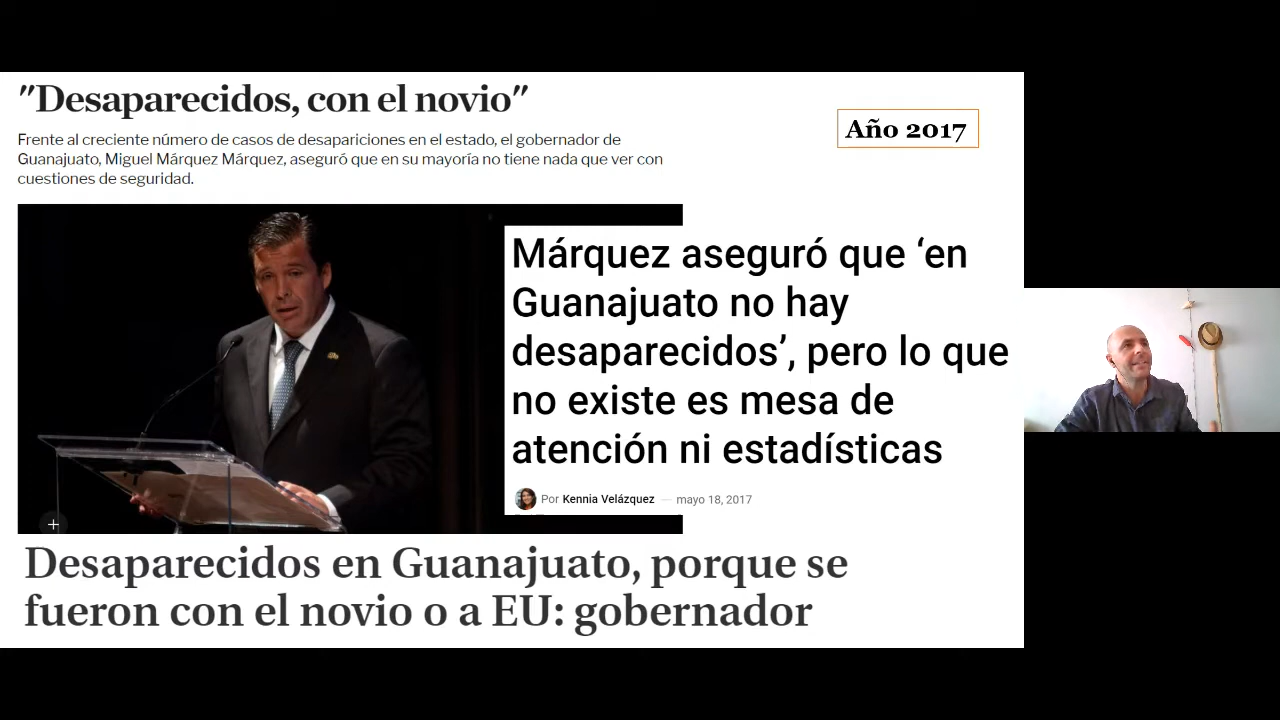 "Desaparecidos, con el novio"
Año 2017
Frente al creciente número de casos de desapariciones en el estado, el gobernador de
Guanajuato, Miguel Márquez Márquez, aseguró que en su mayoría no tiene nada que ver con
cuestiones de seguridad.
Márquez aseguró que ‘en
Guanajuato no hay
desaparecidos’, pero lo que
no existe es mesa de
atención ni estadísticas
Por Kennia Velázquez — mayo 18, 2017
Desaparecidos en Guanajuato, porque se
fueron con el novio o a EU: gobernador